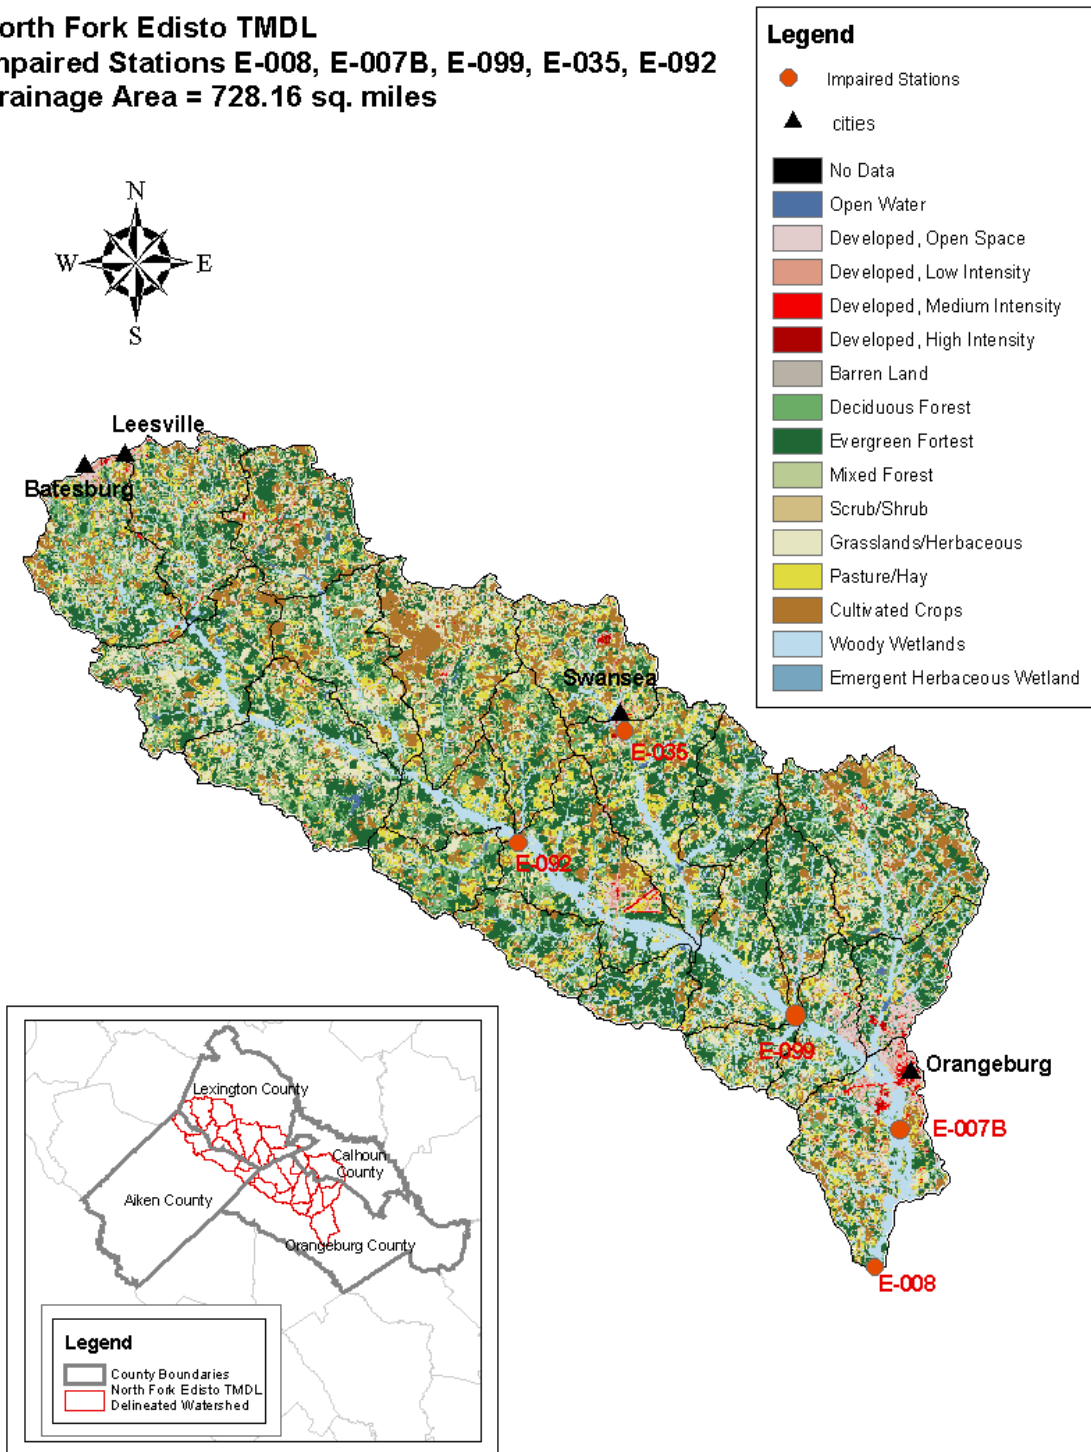 orth Fork Edisto TMDL
mpaired Stations E-008, E-007B, E-099, E-035, E-092
rainage Area = 728.16 sq. miles
N
W E
S
Legend
Impaired Stations
cities
No Data
Open Water
Developed, Open Space
Developed, Low Intensity
Developed, Medium Intensity
Developed, High Intensity
Barren Land
Deciduous Forest
Evergreen Fortest
Mixed Forest
Scrub/Shrub
Grasslands/Herbaceous
Pasture/Hay
Cultivated Crops
Woody Wetlands
Emergent Herbaceous Wetland
Leesville
Batesburg
Swansea
E-035
E-092
E-099
Orangeburg
E-007B
E-008
Lexington County
Calhoun
County
Aiken County
Orangeburg County
Legend
County Boundaries
North Fork Edisto TMDL
Delineated Watershed